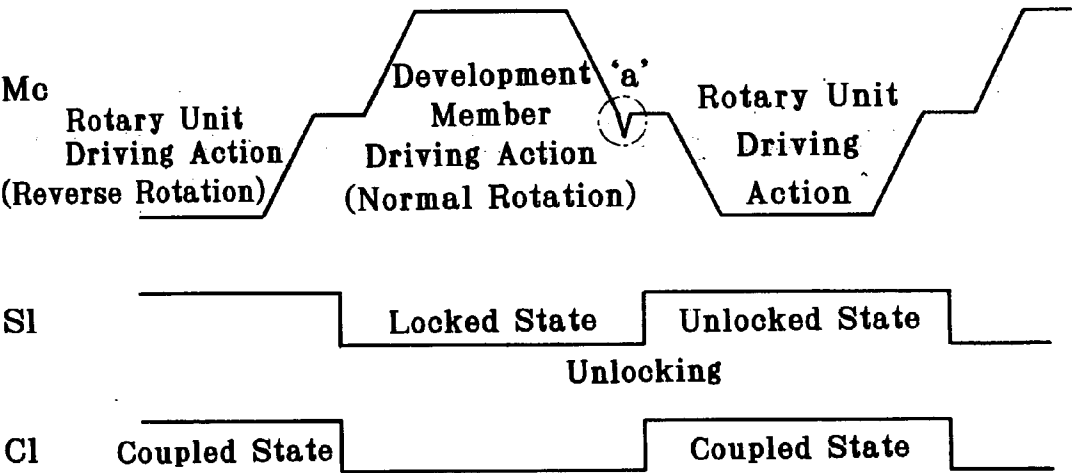 Mc
Rotary Unit
Driving Action
(Reverse Rotation)
Development
Member
Driving Action
(Normal Rotation)
'a'
Rotary Unit
Driving
Action
Sl
Locked State
Unlocked State
Unlocking
Cl
Coupled State
Coupled State